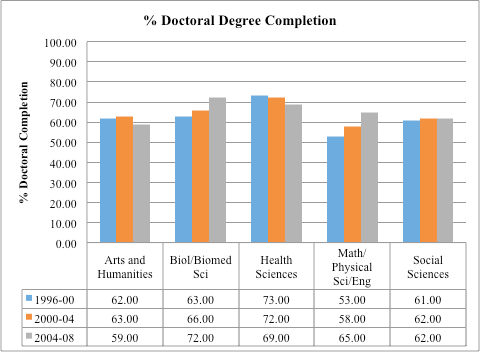 % Doctoral Degree Completion
% Doctoral Completion
100.00
90.00
80.00
70.00
60.00
50.00
40.00
30.00
20.00
10.00
0.00
Arts and
Humanities
Biol/Biomed
Sci
Health
Sciences
Math/
Physical
Sci/Eng
Social
Sciences
1996-00 62.00 63.00 73.00 53.00 61.00
2000-04 63.00 66.00 72.00 58.00 62.00
2004-08 59.00 72.00 69.00 65.00 62.00